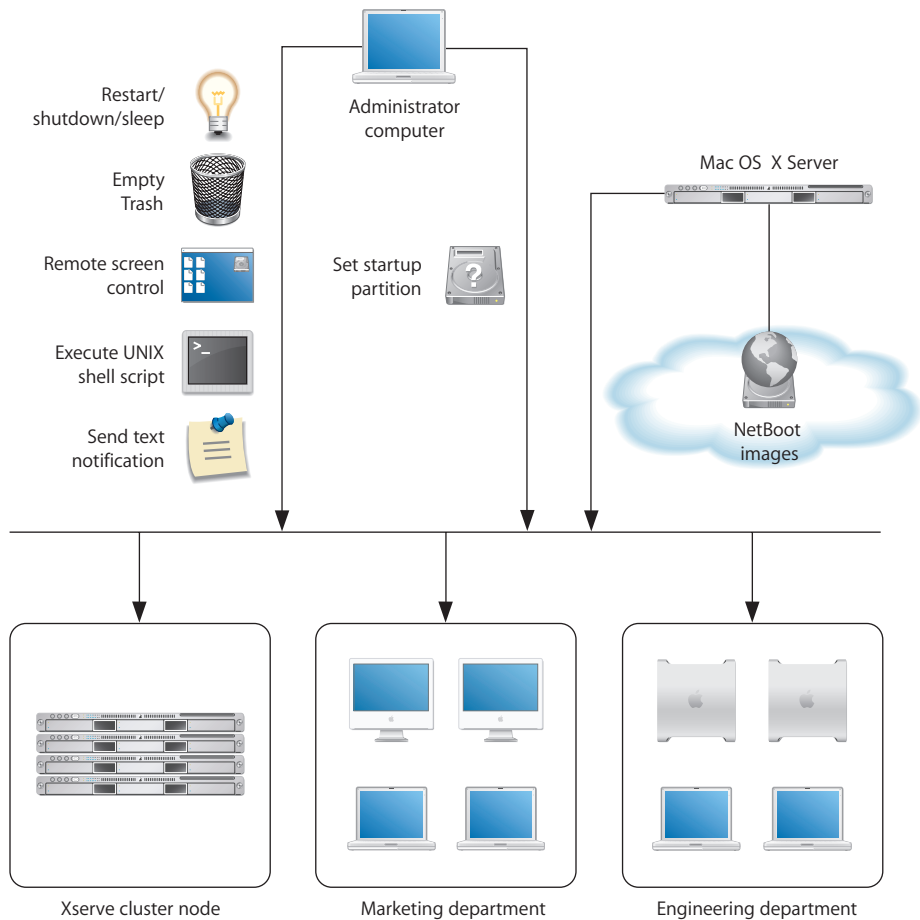 Restart/
shutdown/sleep
Administrator
computer
Empty
Trash
Mac OS X Server
Remote screen
control
Set startup
partition
?
Execute UNIX
shell script
>_
Send text
notification
NetBoot
images
Xserve cluster node
Marketing department
Engineering department